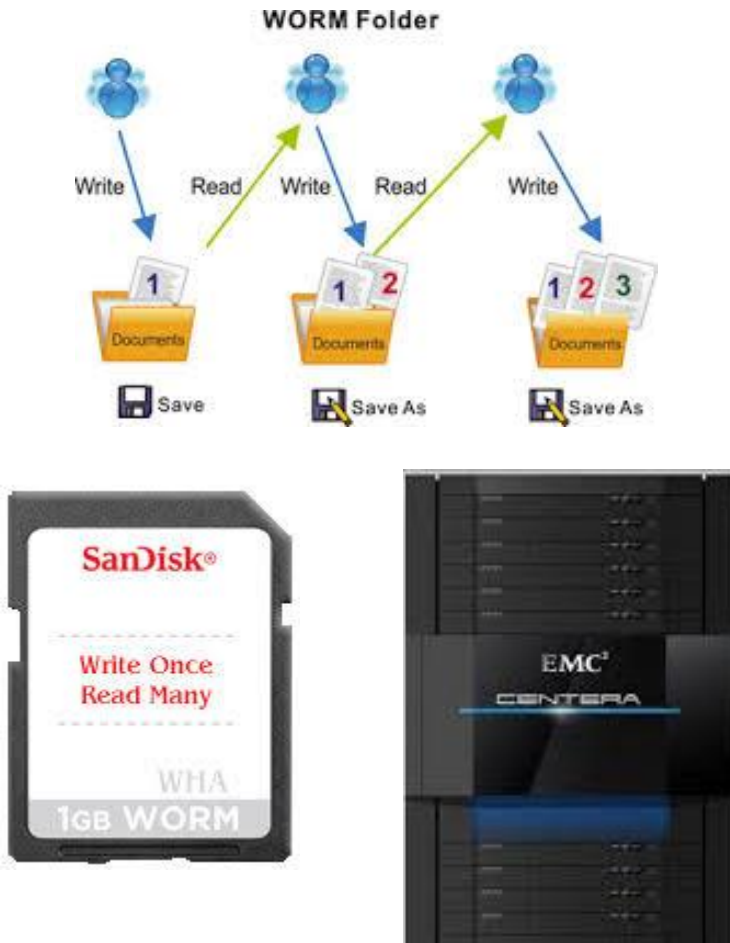 WORM Folder
Write Read Write Read Write
1 1 2 1 2 3
Documents Documents Documents
Save Save As Save As
SanDisk®
Write Once
Read Many
WHA
1GB WORM
EMC²
CENTERA